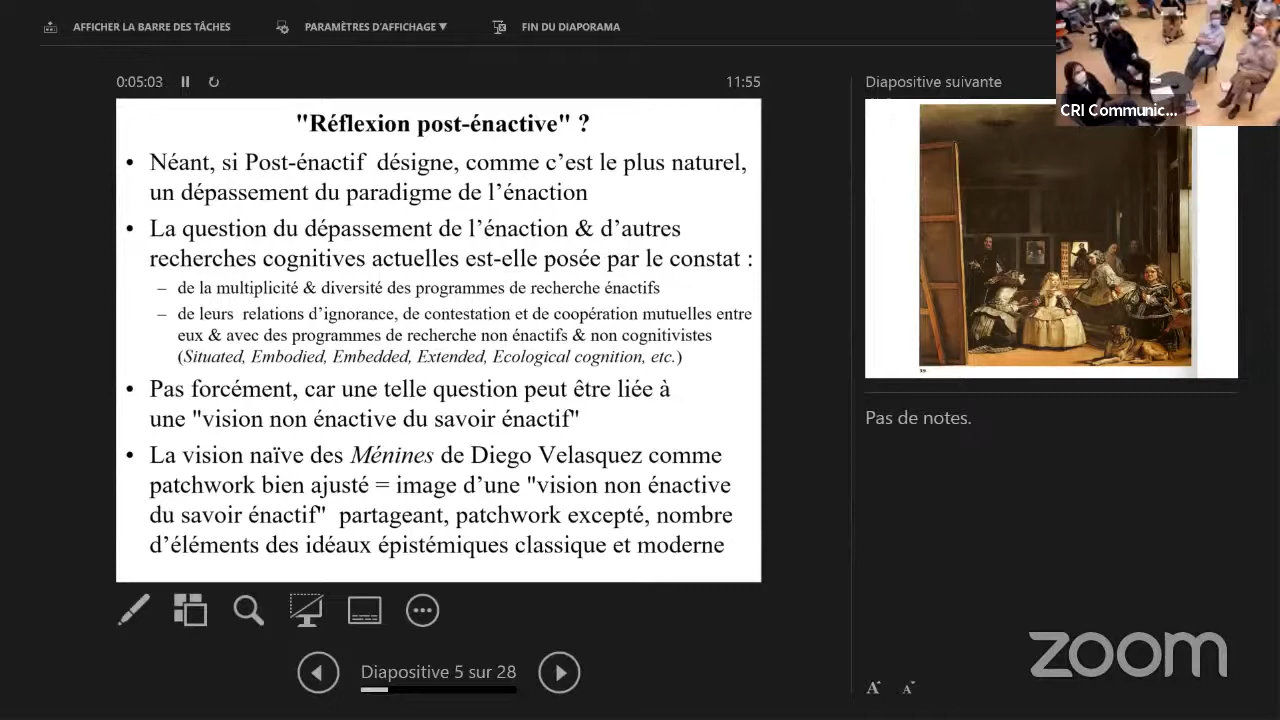 AFFICHER LA BARRE DES TÂCHES
PARAMÈTRES D'AFFICHAGE ▼
FIN DU DIAPORAMA
0:05:03
11:55
"Réflexion post-énactive" ?
• Néant, si Post-énactif désigne, comme c’est le plus naturel,
un dépassement du paradigme de l’énaction
• La question du dépassement de l’énaction & d’autres
recherches cognitives actuelles est-elle posée par le constat :
– de la multiplicité & diversité des programmes de recherche énactifs
– de leurs relations d’ignorance, de contestation et de coopération mutuelles entre
eux & avec des programmes de recherche non énactifs & non cognitivistes
(Situated, Embodied, Embedded, Extended, Ecological cognition, etc.)
• Pas forcément, car une telle question peut être liée à
une "vision non énactive du savoir énactif"
• La vision naïve des Ménines de Diego Velasquez comme
patchwork bien ajusté = image d’une "vision non énactive
du savoir énactif" partageant, patchwork excepté, nombre
d’éléments des idéaux épistémiques classique et moderne
Diapositive 5 sur 28
Diapositive suivante
CRI Communic...
Pas de notes.
A A
zoom